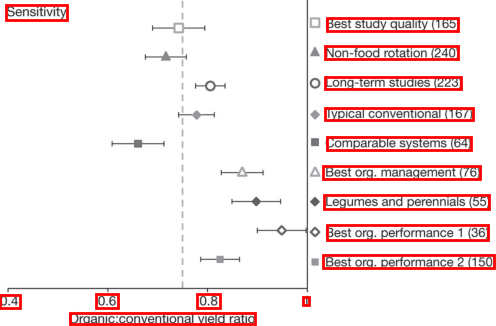 Sensitivity
Best study quality (165)
Non-food rotation (240)
Long-term studies (223)
Typical conventional (167)
Comparable systems (64)
Best org. management (76)
Legumes and perennials (55)
Best org. performance 1 (36)
Best org. performance 2 (150)
0.4 0.6 0.8 1
Organic:conventional yield ratio